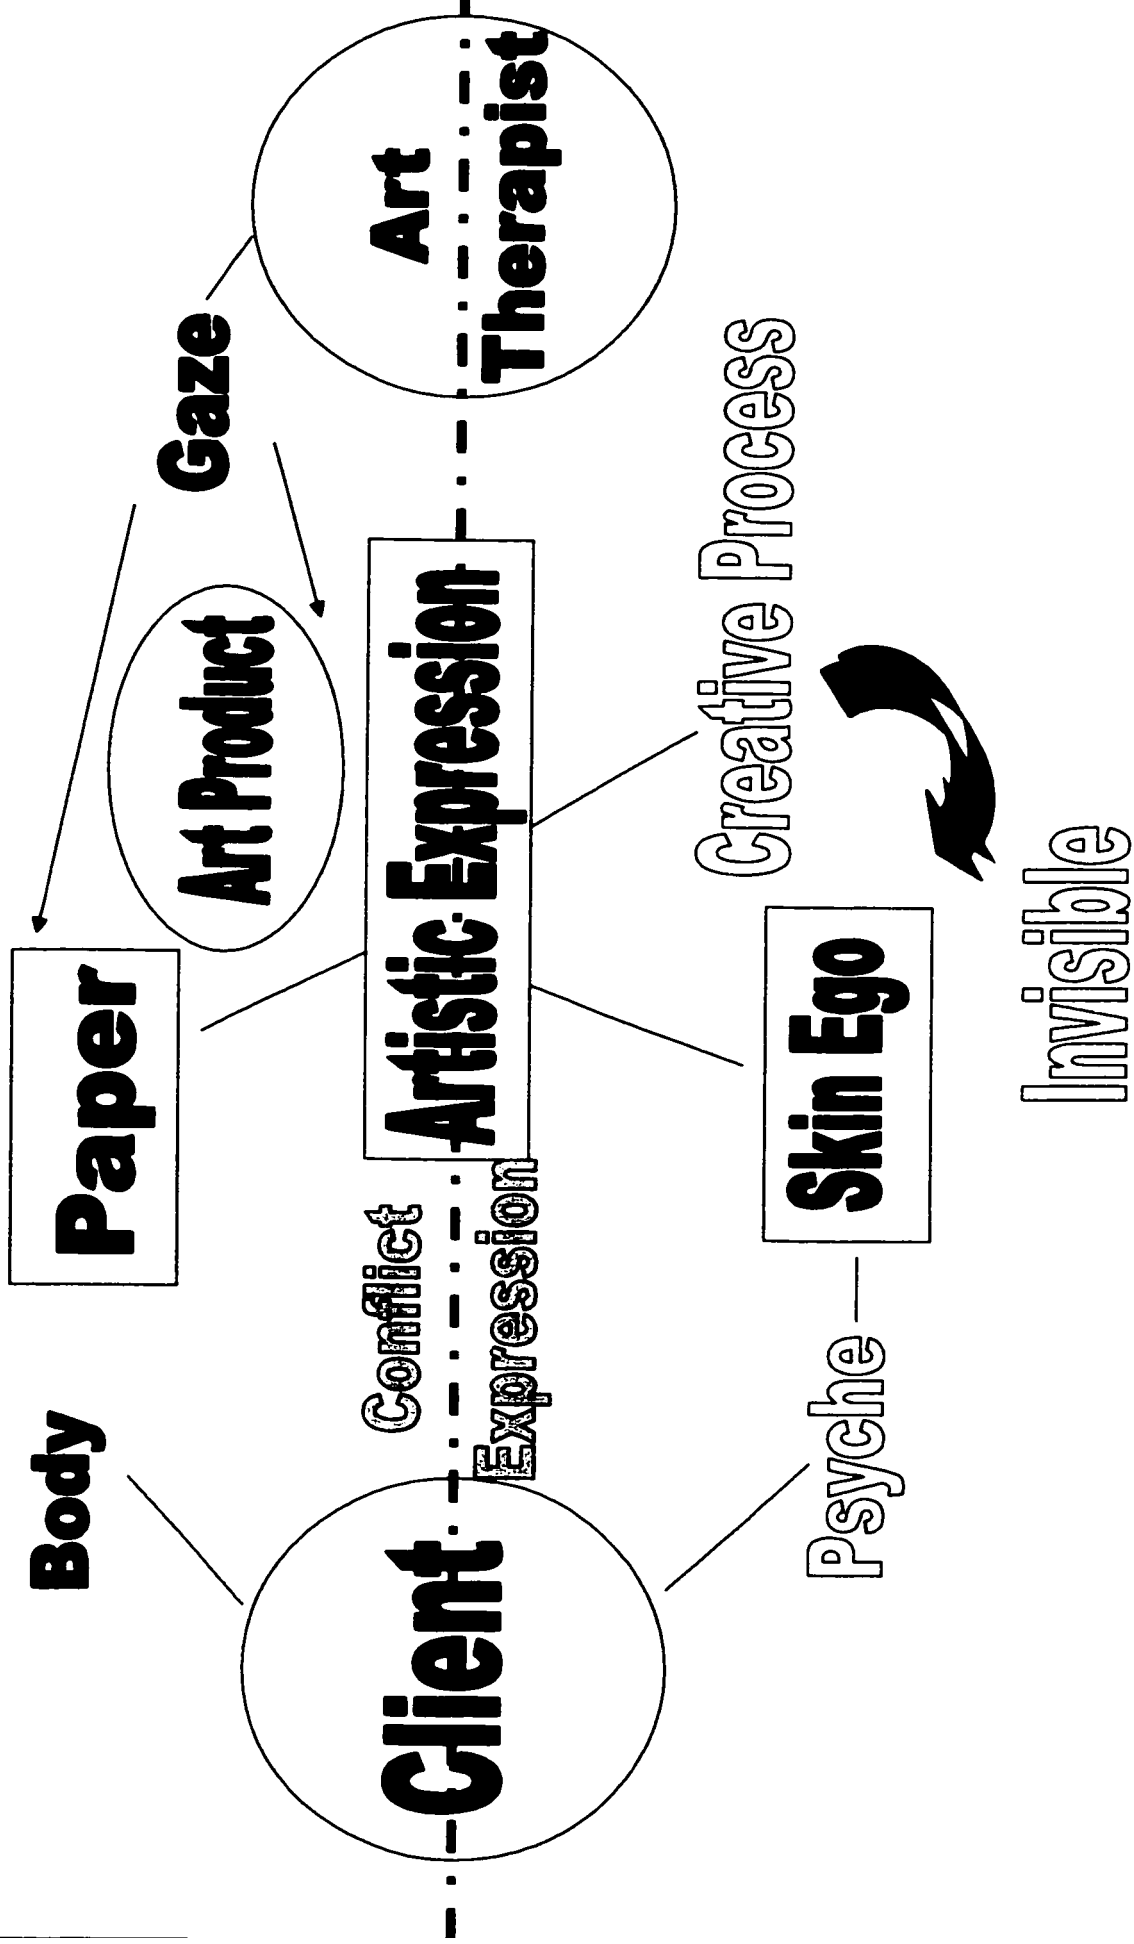 Body
Paper
Gaze
Art Product
Client
Conflict
Expression
Artistic Expression
Art
Therapist
Psyche
Skin Ego
Creative Process
Invisible